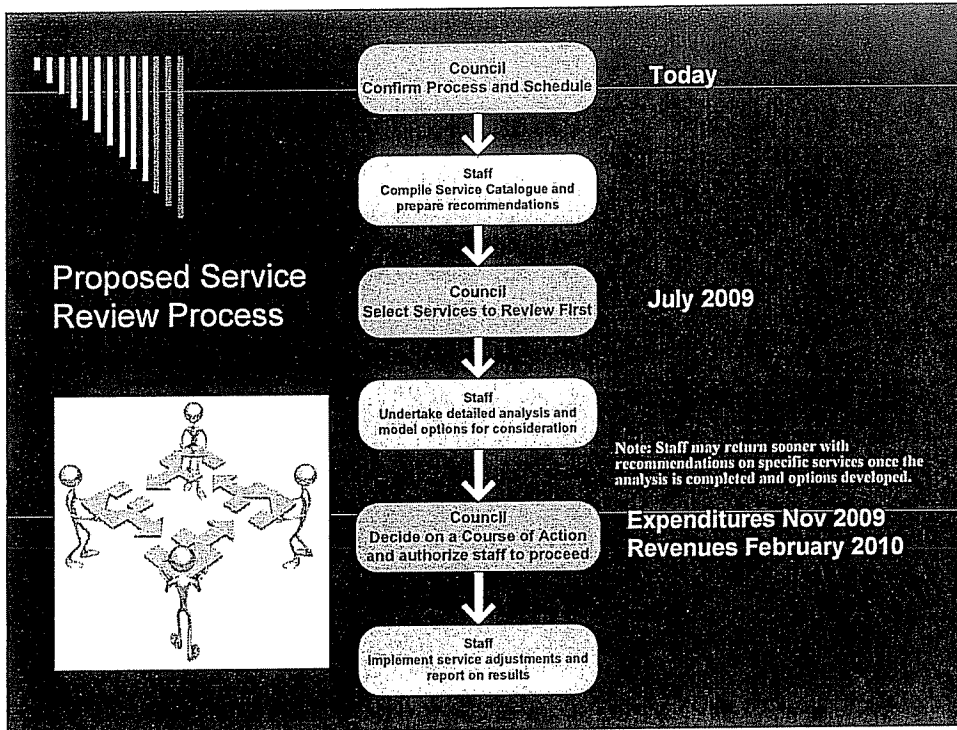 Proposed Service
Review Process
Council
Confirm Process and Schedule
Today
Staff
Compile Service Catalogue and
prepare recommendations
Council
Select Services to Review First
July 2009
Staff
Undertake detailed analysis and
model options for consideration
Note: Staff may return sooner with
recommendations on specific services once the
analysis is completed and options developed.
Council
Decide on a Course of Action
and authorize staff to proceed
Expenditures Nov 2009
Revenues February 2010
Staff
Implement service adjustments and
report on results